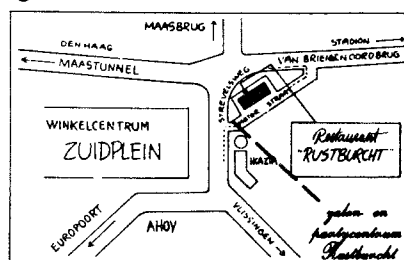 MAASBRUG
DEN HAAG
MAASTUNNEL
STADION
VAN BRIENENOORDBRUG
STREVELSWEG
STRAAT
WINKELCENTRUM
ZUIDPLEIN
Restaurant
"RUSTBURCHT"
IKAZIA
EUROPOORT
AHOY
VLISSINGEN
zalen en
partycentrum
Rustburcht